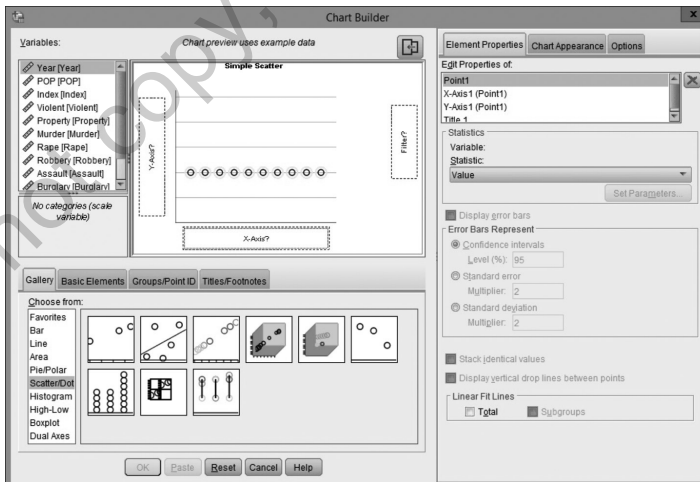 Chart Builder
x
Variables:
Chart preview uses example data
Year [Year]
POP [POP]
Index [Index]
Violent [Violent]
Property [Property]
Murder [Murder]
Rape [Rape]
Robbery [Robbery]
Assault [Assault]
Burglary [Burglary]
No categories (scale
variable)
Simple Scatter
Y-Axis?
Filter?
X-Axis?
Gallery
Basic Elements
Groups/Point ID
Titles/Footnotes
Choose from:
Favorites
Bar
Line
Area
Pie/Polar
Scatter/Dot
Histogram
High-Low
Boxplot
Dual Axes
OK
Paste
Reset
Cancel
Help
Element Properties
Chart Appearance
Options
Edit Properties of:
Point1
X-Axis1 (Point1)
Y-Axis1 (Point1)
Title 1
Statistics
Variable:
Statistic:
Value
Set Parameters...
Display error bars
Error Bars Represent
Confidence intervals
Level (%): 95
Standard error
Multiplier: 2
Standard deviation
Multiplier: 2
Stack identical values
Display vertical drop lines between points
Linear Fit Lines
Total
Subgroups
not copy,